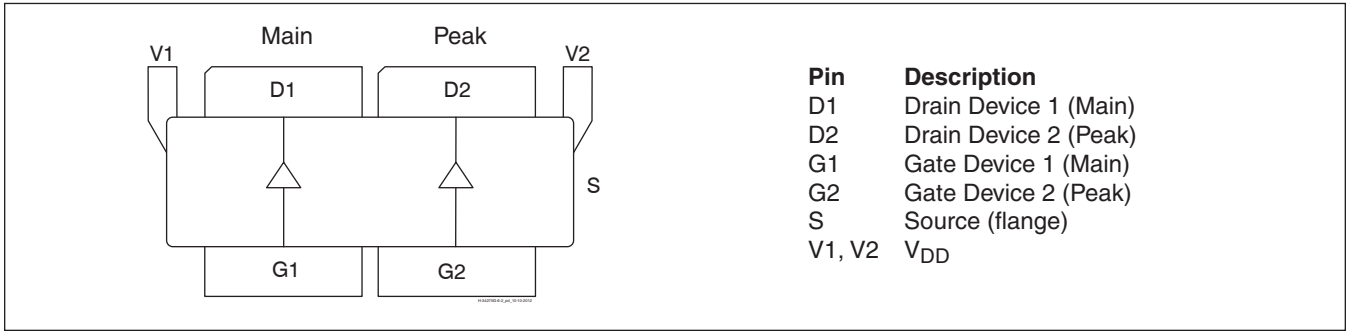 Main Peak
V1 V2
D1 D2
S
G1 G2
Pin Description
D1 Drain Device 1 (Main)
D2 Drain Device 2 (Peak)
G1 Gate Device 1 (Main)
G2 Gate Device 2 (Peak)
S Source (flange)
V1, V2 VDD